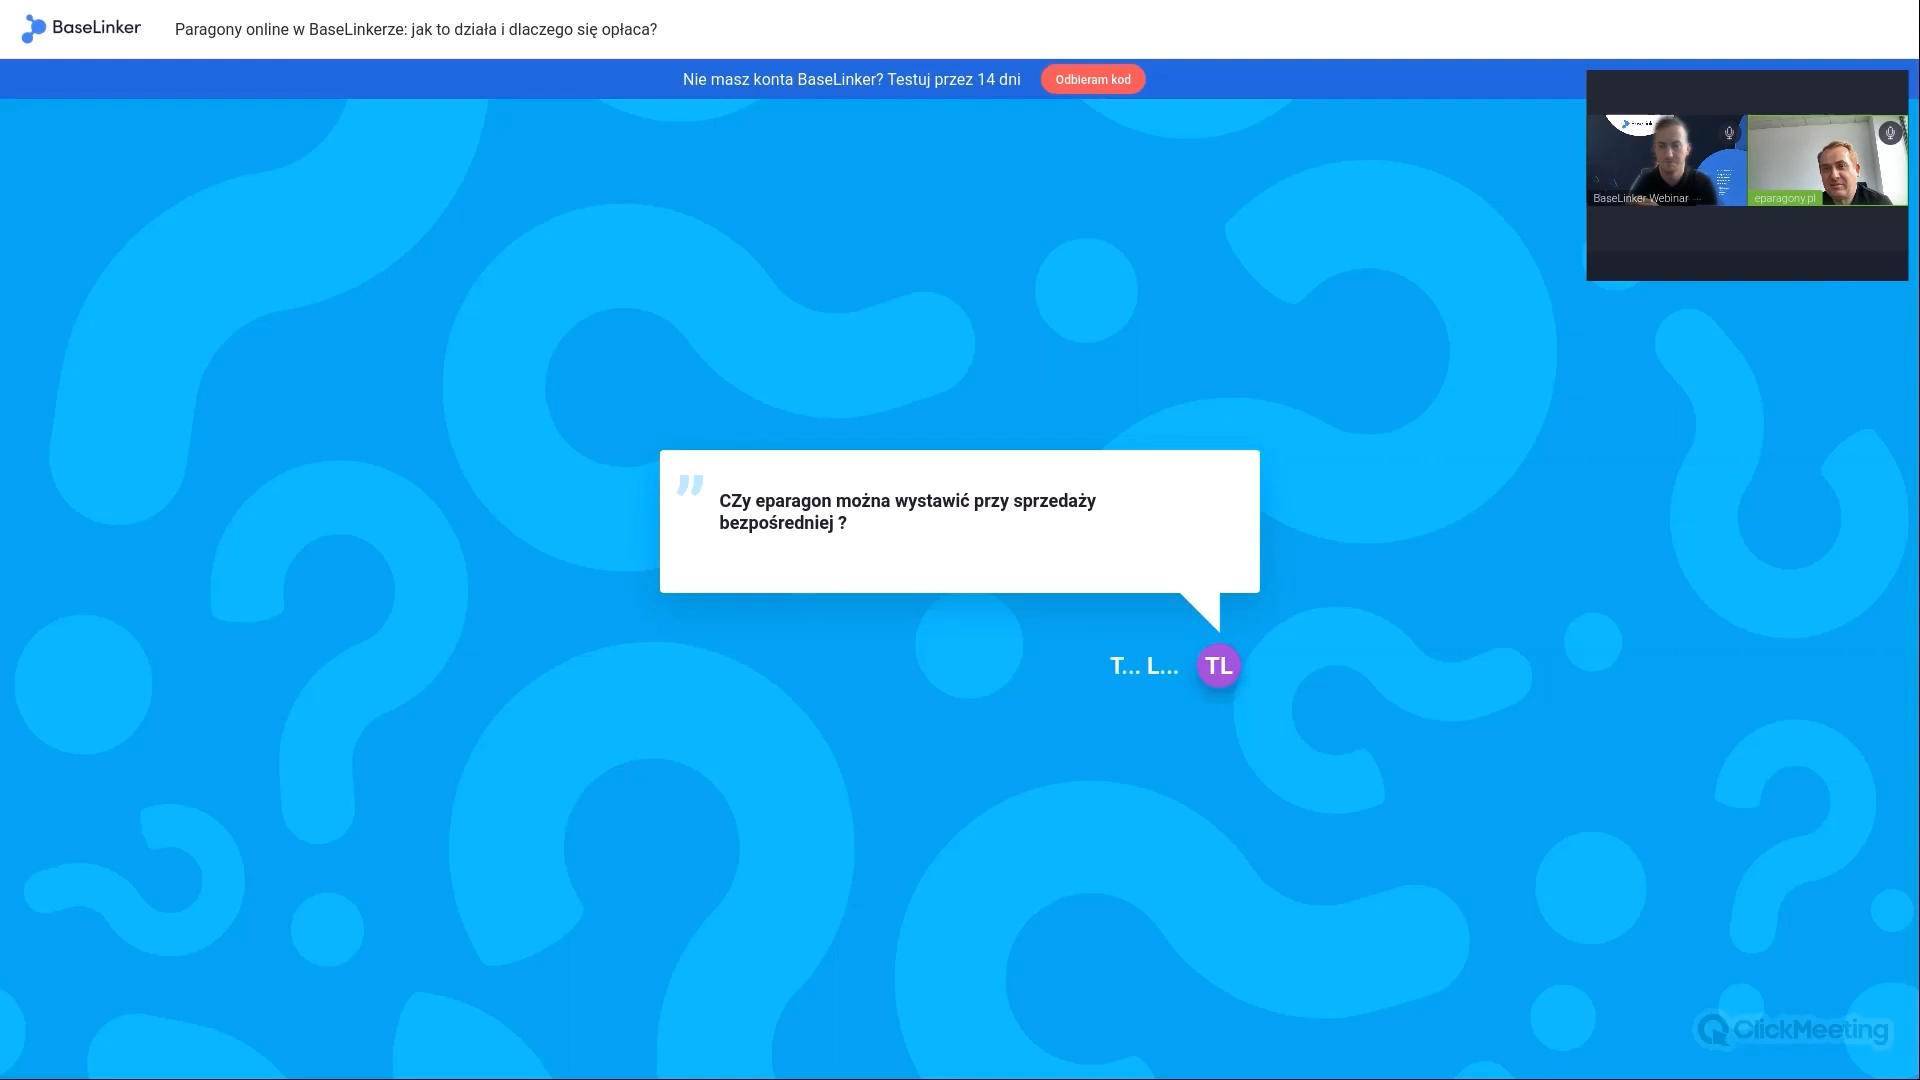 BaseLinker
Paragony online w BaseLinkerze: jak to działa i dlaczego się opłaca?
Nie masz konta BaseLinker? Testuj przez 14 dni
Odbieram kod
BaseLinker Webinar
eparagony.pl
CZy eparagon można wystawić przy sprzedaży
bezpośredniej ?
T... L...
TL
ClickMeeting